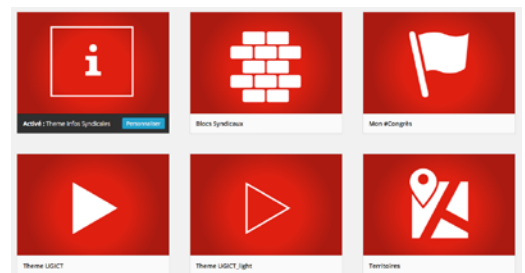 Activé : Theme Infos Syndicales Personnaliser
Blocs Syndicaux
Mon #Congrès
Theme UGICT
Theme UGICT_light
Territoires